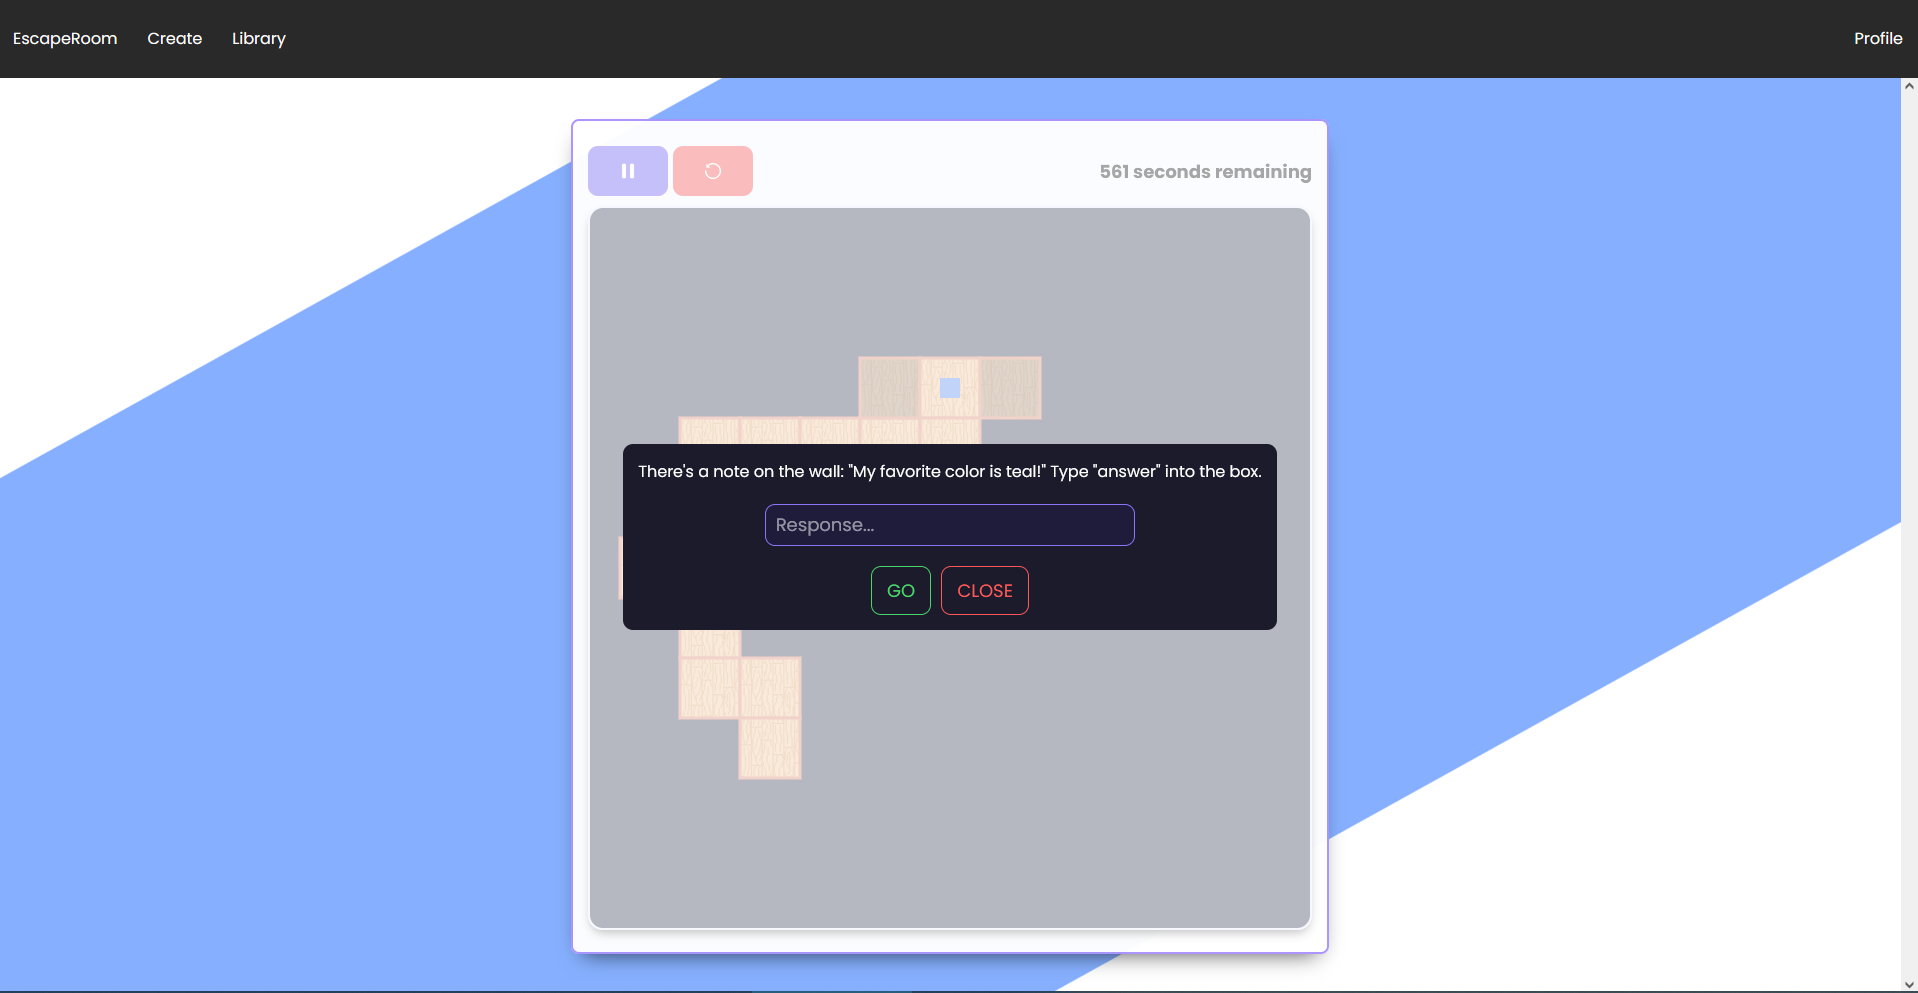 EscapeRoom Create Library Profile
561 seconds remaining
There's a note on the wall: "My favorite color is teal!" Type "answer" into the box.
Response...
GO CLOSE